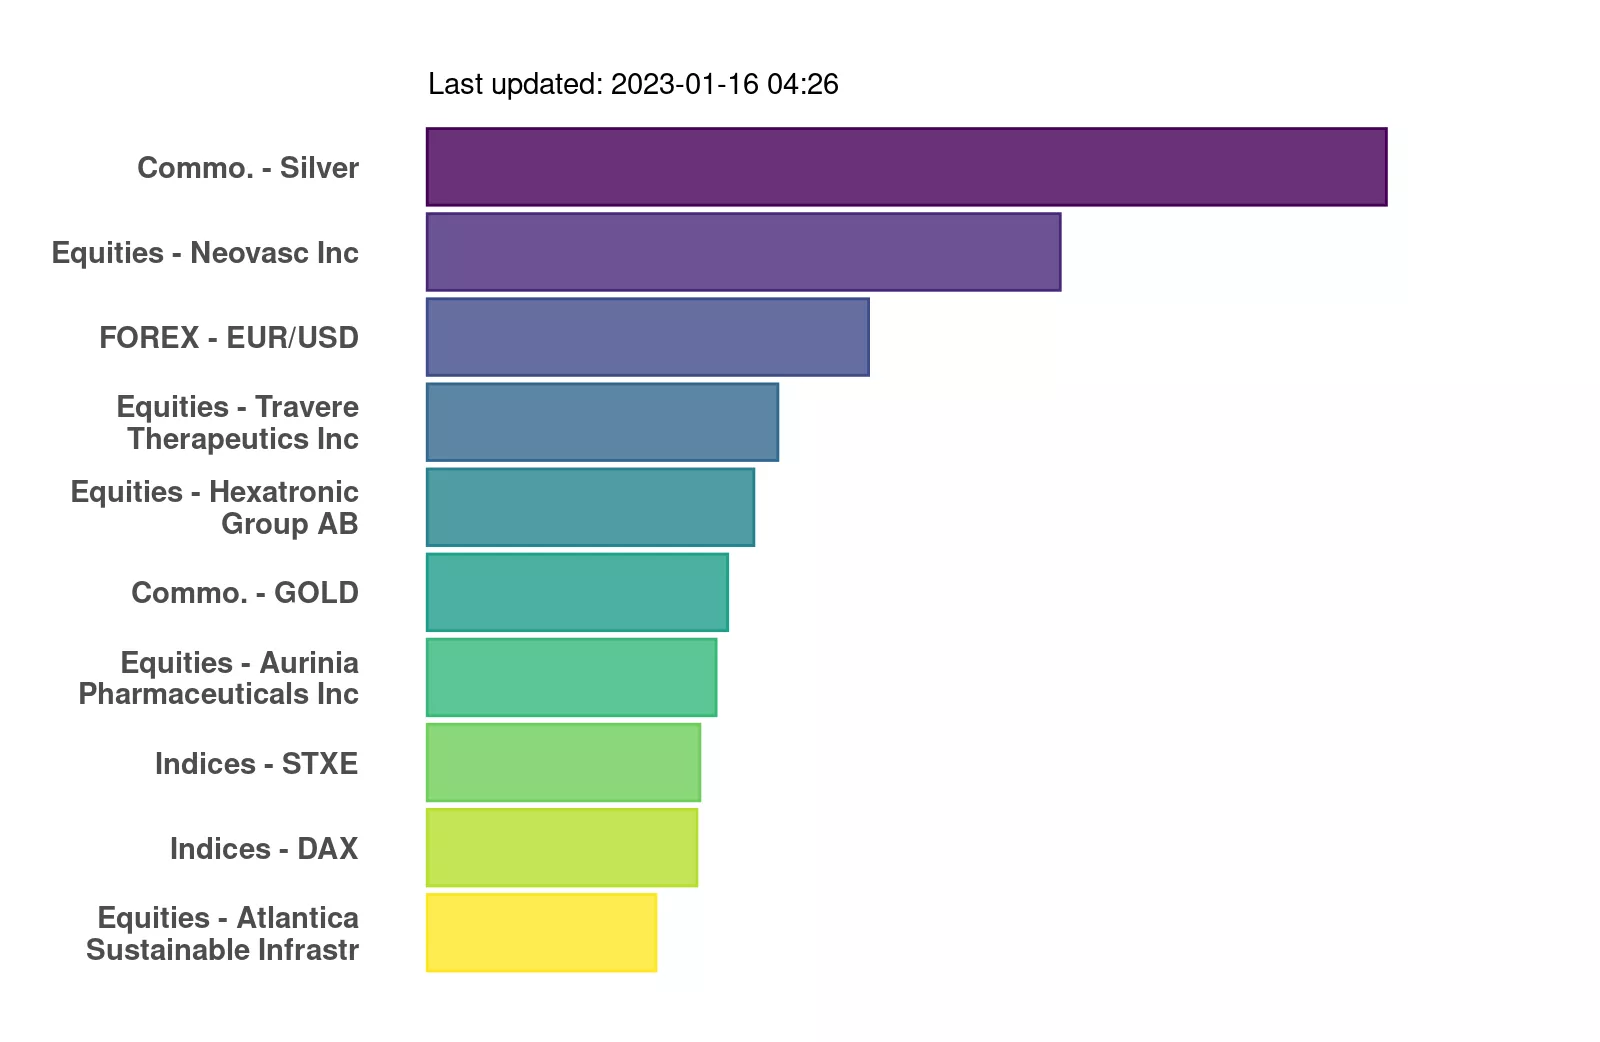 Last updated: 2023-01-16 04:26
Commo. - Silver
Equities - Neovasc Inc
FOREX - EUR/USD
Equities - Travere
Therapeutics Inc
Equities - Hexatronic
Group AB
Commo. - GOLD
Equities - Aurinia
Pharmaceuticals Inc
Indices - STXE
Indices - DAX
Equities - Atlantica
Sustainable Infrastr